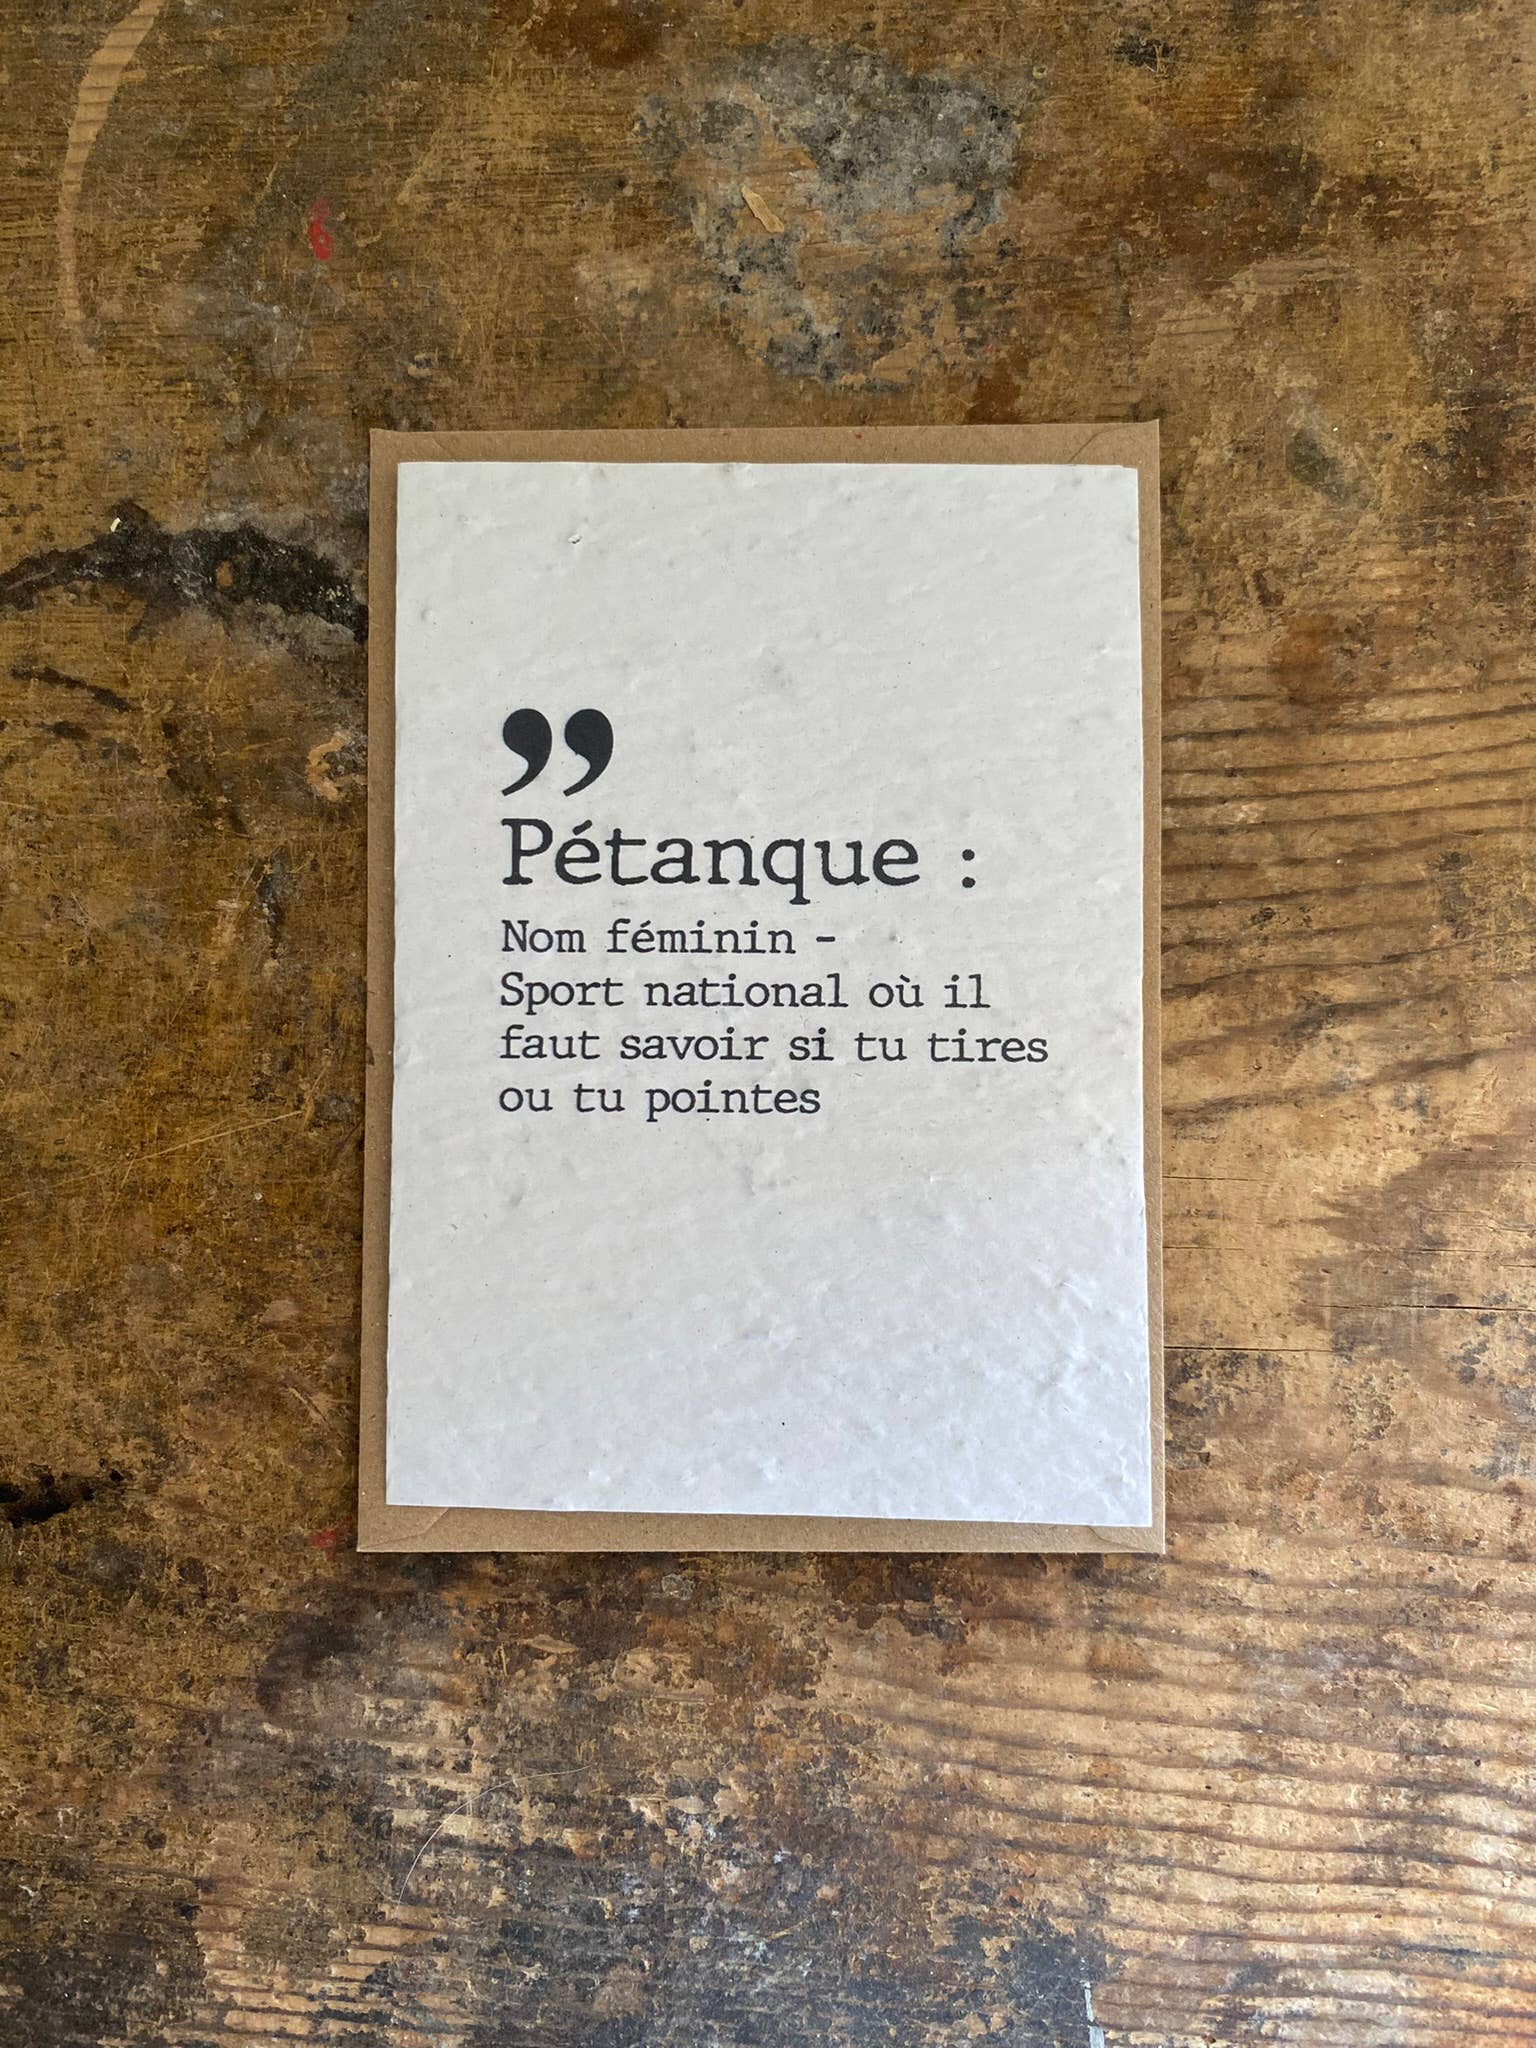 ”
Pétanque :
Nom féminin -
Sport national où il
faut savoir si tu tires
ou tu pointes